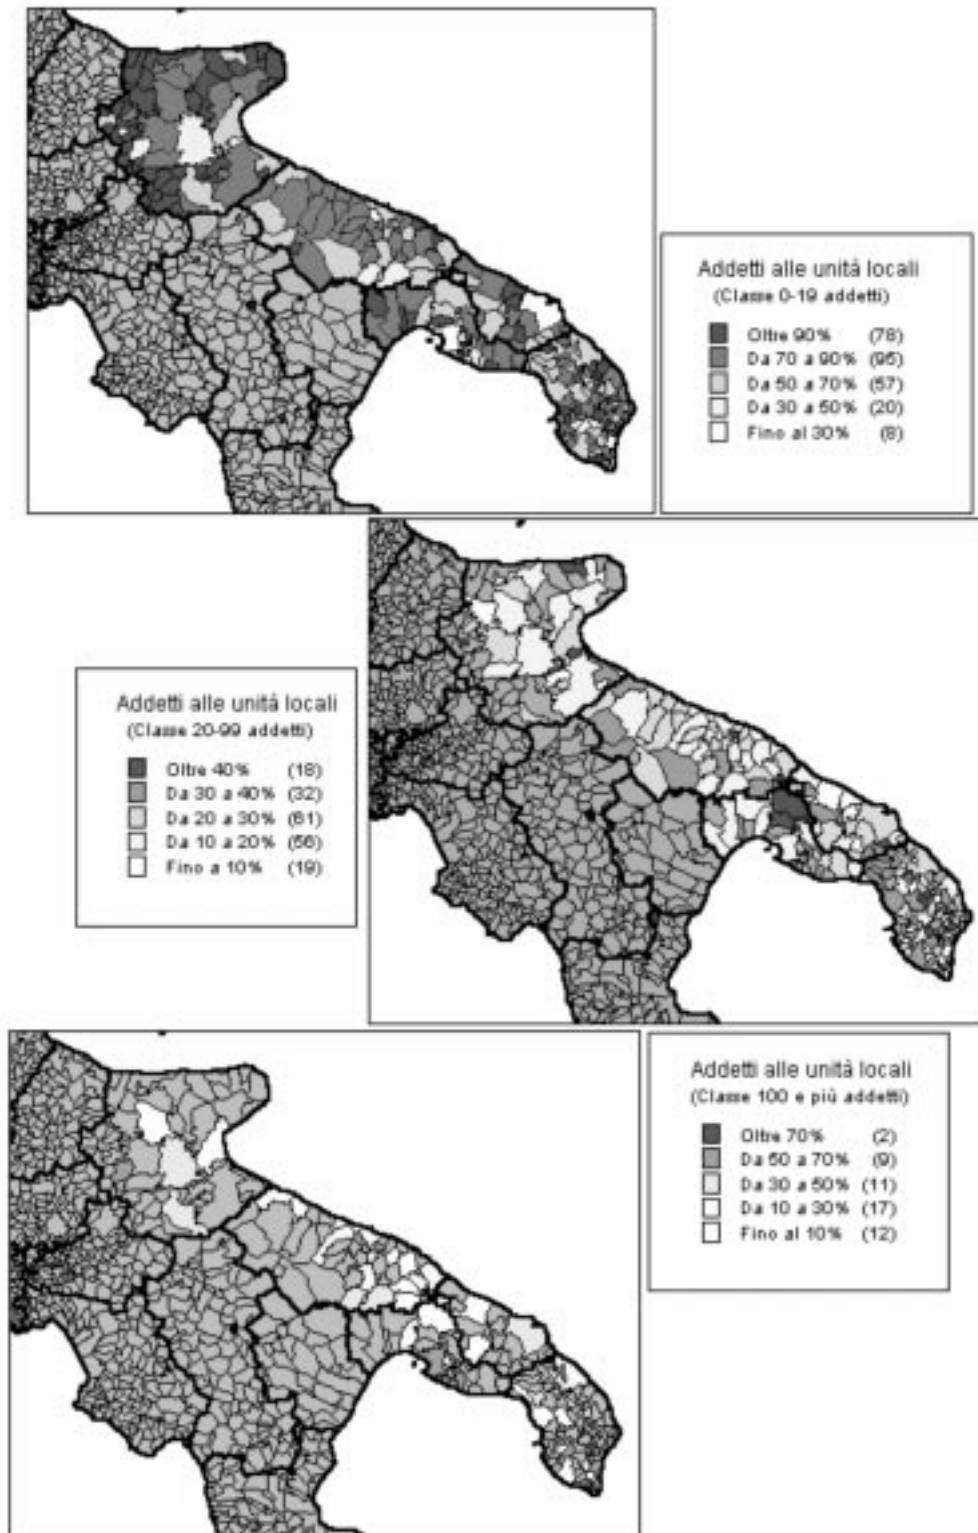 Addetti alle unità locali
(Classe 0-19 addetti)
Oltre 90% (78)
Da 70 a 90% (95)
Da 50 a 70% (57)
Da 30 a 50% (20)
Fino al 30% (8)
Addetti alle unità locali
(Classe 20-99 addetti)
Oltre 40% (18)
Da 30 a 40% (32)
Da 20 a 30% (61)
Da 10 a 20% (56)
Fino a 10% (19)
Addetti alle unità locali
(Classe 100 e più addetti)
Oltre 70% (2)
Da 50 a 70% (9)
Da 30 a 50% (11)
Da 10 a 30% (17)
Fino al 10% (12)